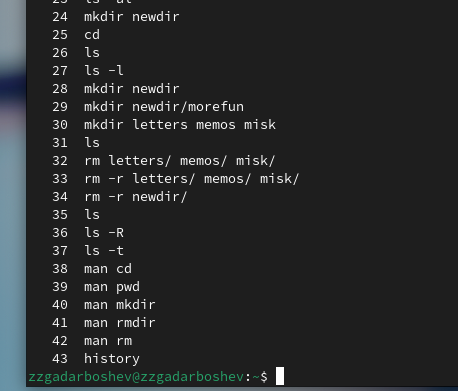 24 mkdir newdir
25 cd
26 ls
27 ls -l
28 mkdir newdir
29 mkdir newdir/morefun
30 mkdir letters memos misk
31 ls
32 rm letters/ memos/ misk/
33 rm -r letters/ memos/ misk/
34 rm -r newdir/
35 ls
36 ls -R
37 ls -t
38 man cd
39 man pwd
40 man mkdir
41 man rmdir
42 man rm
43 history
zzgadarboshev@zzgadarboshev:~$